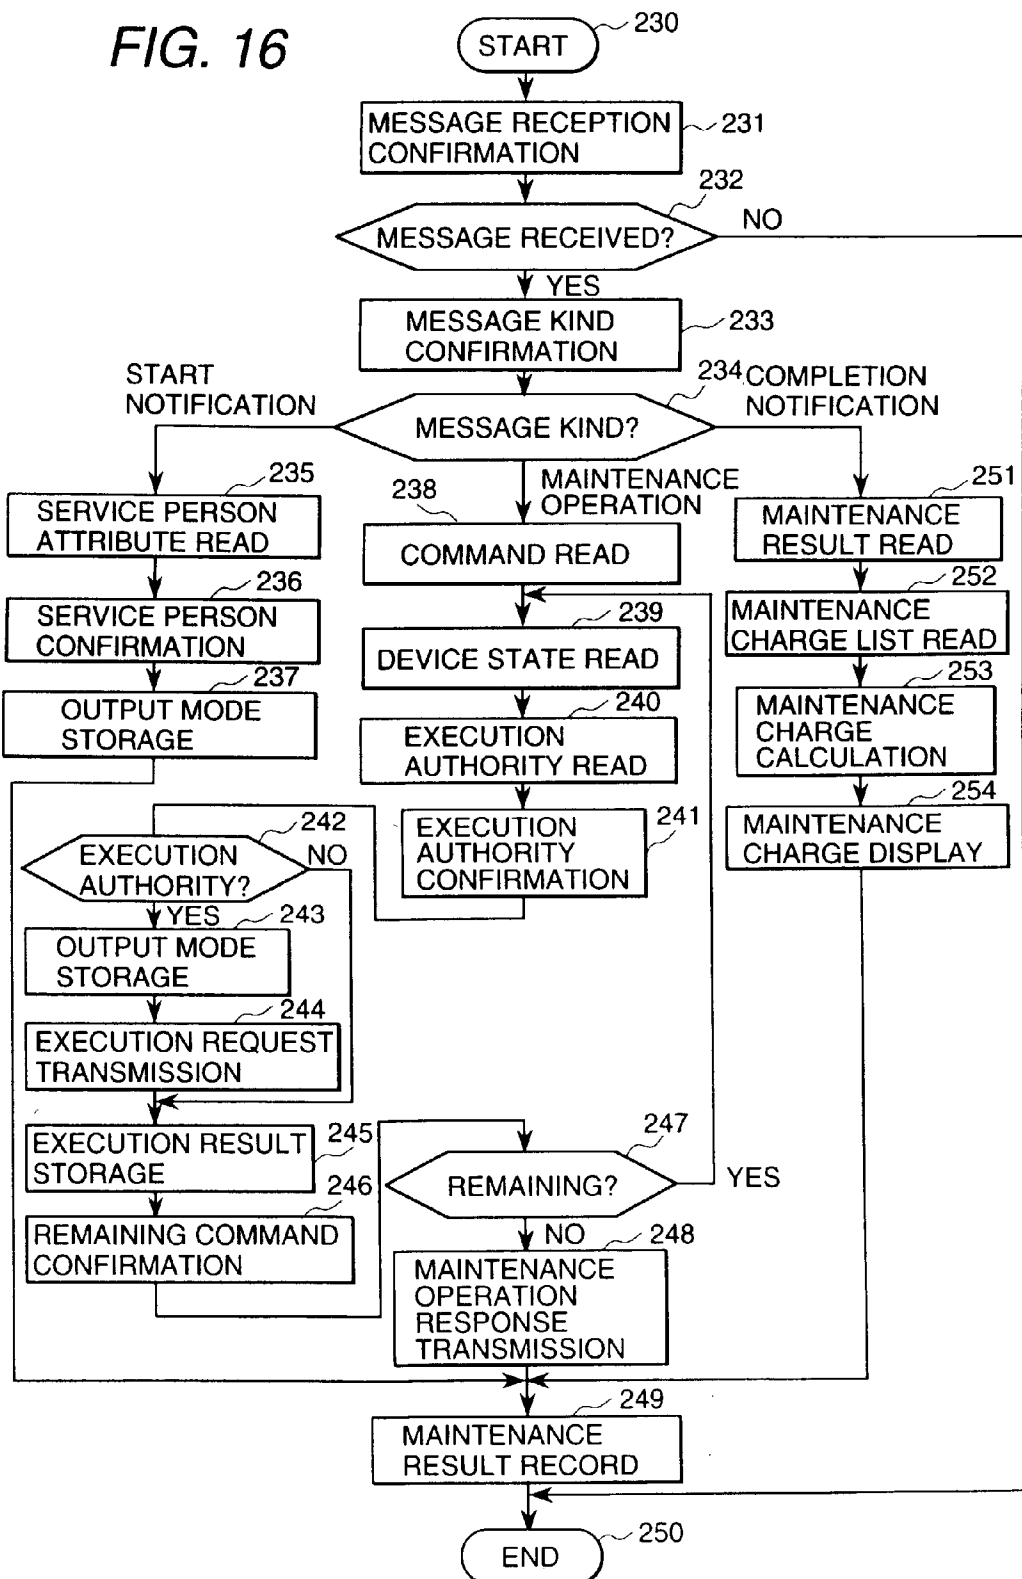 FIG. 16
START
230
MESSAGE RECEPTION
CONFIRMATION
231
232
MESSAGE RECEIVED?
NO
YES
MESSAGE KIND
CONFIRMATION
233
234
START
NOTIFICATION
COMPLETION
NOTIFICATION
MESSAGE KIND?
MAINTENANCE
OPERATION
235
SERVICE PERSON
ATTRIBUTE READ
236
SERVICE PERSON
CONFIRMATION
237
OUTPUT MODE
STORAGE
238
COMMAND READ
239
DEVICE STATE READ
240
EXECUTION
AUTHORITY READ
241
EXECUTION
AUTHORITY
CONFIRMATION
251
MAINTENANCE
RESULT READ
252
MAINTENANCE
CHARGE LIST READ
253
MAINTENANCE
CHARGE
CALCULATION
254
MAINTENANCE
CHARGE DISPLAY
242
EXECUTION
AUTHORITY?
NO
YES
243
OUTPUT MODE
STORAGE
244
EXECUTION REQUEST
TRANSMISSION
245
EXECUTION RESULT
STORAGE
246
REMAINING COMMAND
CONFIRMATION
247
REMAINING?
YES
NO
248
MAINTENANCE
OPERATION
RESPONSE
TRANSMISSION
249
MAINTENANCE
RESULT RECORD
250
END